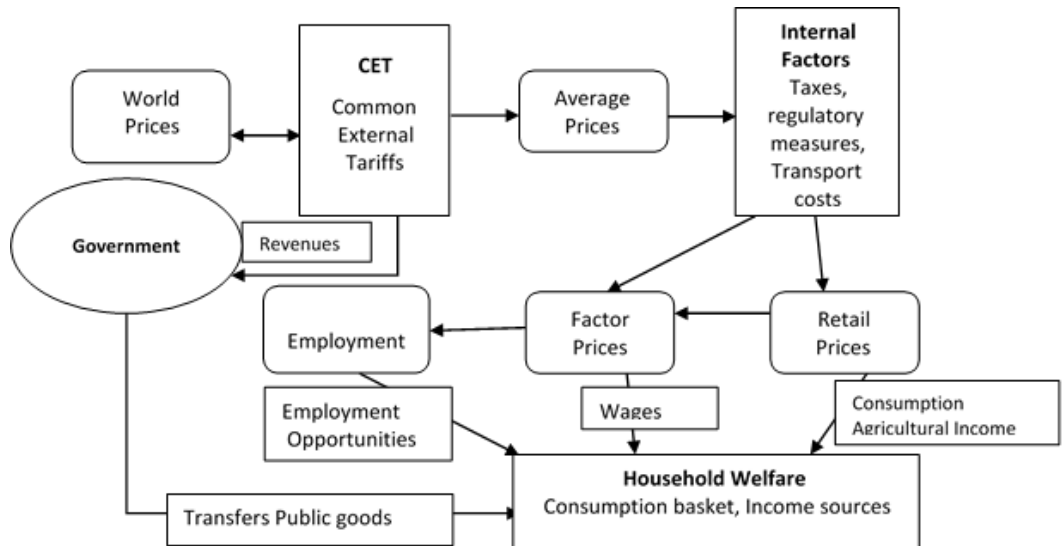 World
Prices
CET
Common
External
Tariffs
Average
Prices
Internal
Factors
Taxes,
regulatory
measures,
Transport
costs
Government
Revenues
Employment
Factor
Prices
Retail
Prices
Employment
Opportunities
Wages
Consumption
Agricultural Income
Household Welfare
Consumption basket, Income sources
Transfers Public goods